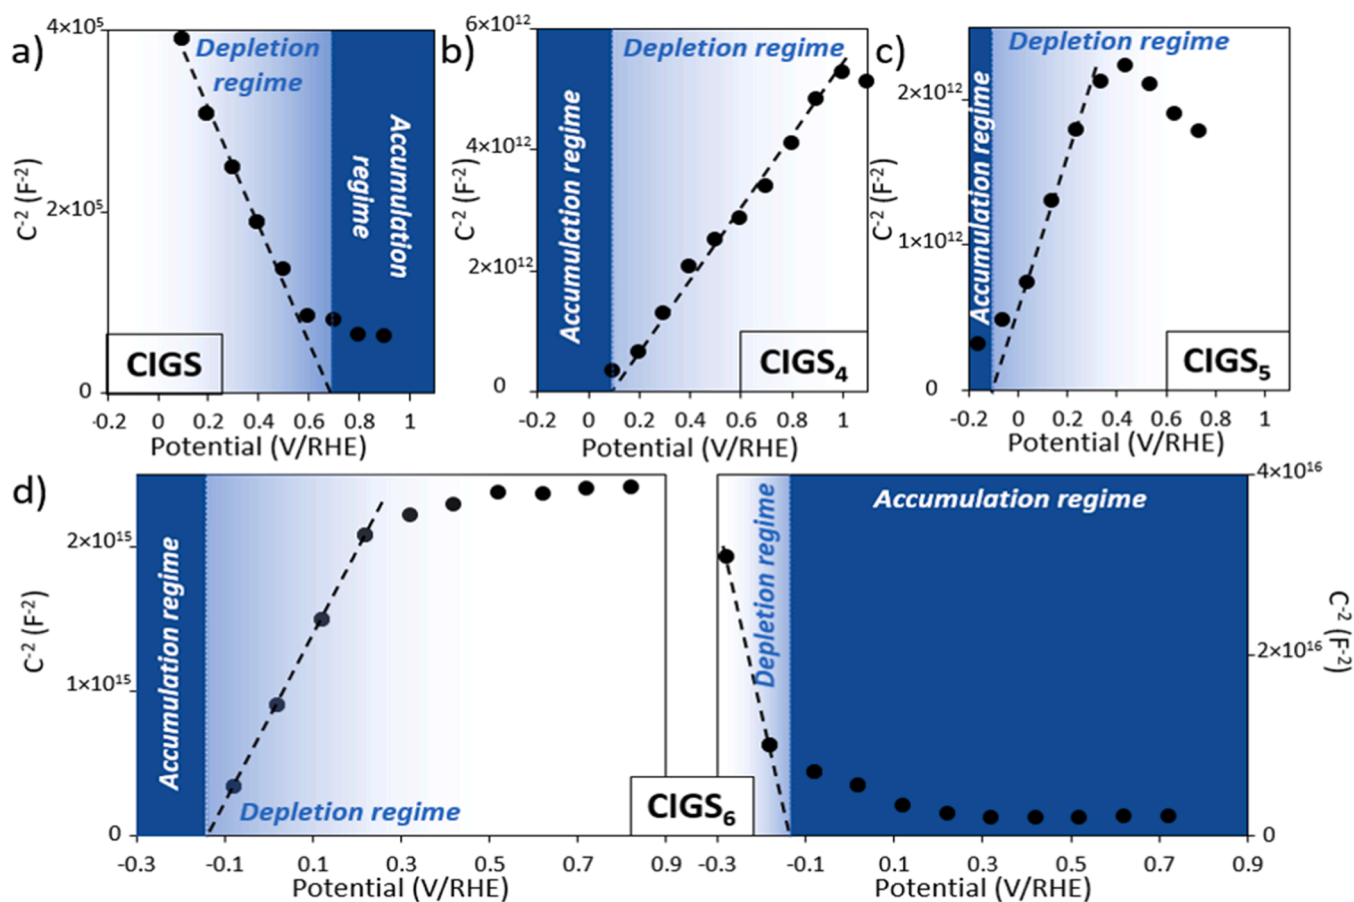 a)
4×10⁵
2×10⁵
0
C⁻² (F⁻²)
Depletion
regime
Accumulation
regime
CIGS
-0.2 0 0.2 0.4 0.6 0.8 1
Potential (V/RHE)
b)
6×10¹²
4×10¹²
2×10¹²
0
C⁻² (F⁻²)
Accumulation regime
Depletion regime
CIGS₄
-0.2 0 0.2 0.4 0.6 0.8 1
Potential (V/RHE)
c)
2×10¹²
1×10¹²
0
C⁻² (F⁻²)
Accumulation regime
Depletion regime
CIGS₅
-0.2 0 0.2 0.4 0.6 0.8 1
Potential (V/RHE)
d)
2×10¹⁵
1×10¹⁵
0
C⁻² (F⁻²)
Accumulation regime
Depletion regime
CIGS₆
-0.3 -0.1 0.1 0.3 0.5 0.7 0.9
Potential (V/RHE)
Depletion regime
Accumulation regime
4×10¹⁶
2×10¹⁶
0
C⁻² (F⁻²)
-0.3 -0.1 0.1 0.3 0.5 0.7 0.9
Potential (V/RHE)